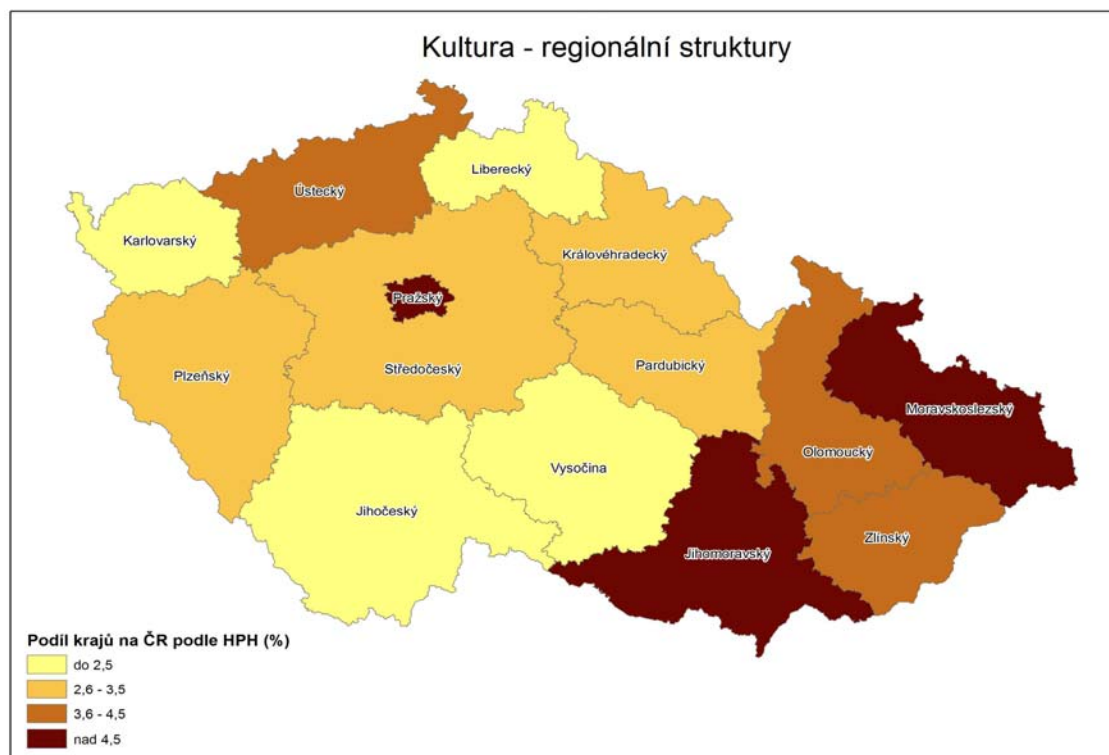 Kultura - regionální struktury
Liberecký
Ústecký
Karlovarský
Královéhradecký
Pražský
Plzeňský
Středočeský
Pardubický
Moravskoslezský
Olomoucký
Vysočina
Jihočeský
Zlínský
Jihomoravský
Podíl krajů na ČR podle HPH (%)
do 2,5
2,6 - 3,5
3,6 - 4,5
nad 4,5